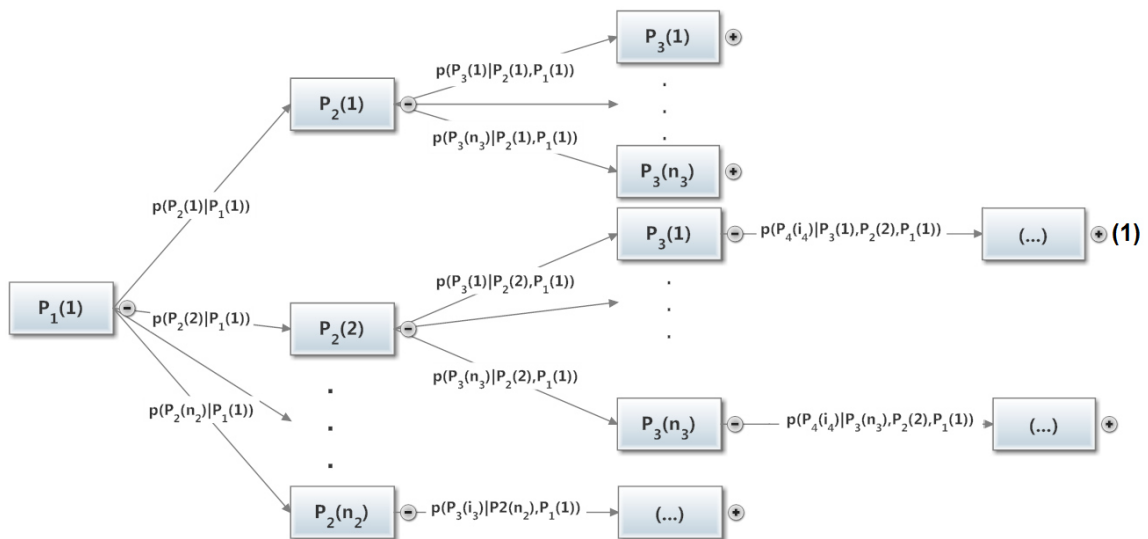 P₃(1)
p(P₃(1)|P₂(1),P₁(1))
P₂(1)
p(P₃(n₃)|P₂(1),P₁(1))
P₃(n₃)
p(P₂(1)|P₁(1))
P₃(1)
p(P₄(i₄)|P₃(1),P₂(2),P₁(1))
(...)
(1)
p(P₃(1)|P₂(2),P₁(1))
P₁(1)
p(P₂(2)|P₁(1))
P₂(2)
p(P₃(n₃)|P₂(2),P₁(1))
p(P₂(n₂)|P₁(1))
P₃(n₃)
p(P₄(i₄)|P₃(n₃),P₂(2),P₁(1))
(...)
P₂(n₂)
p(P₃(i₃)|P2(n₂),P₁(1))
(...)